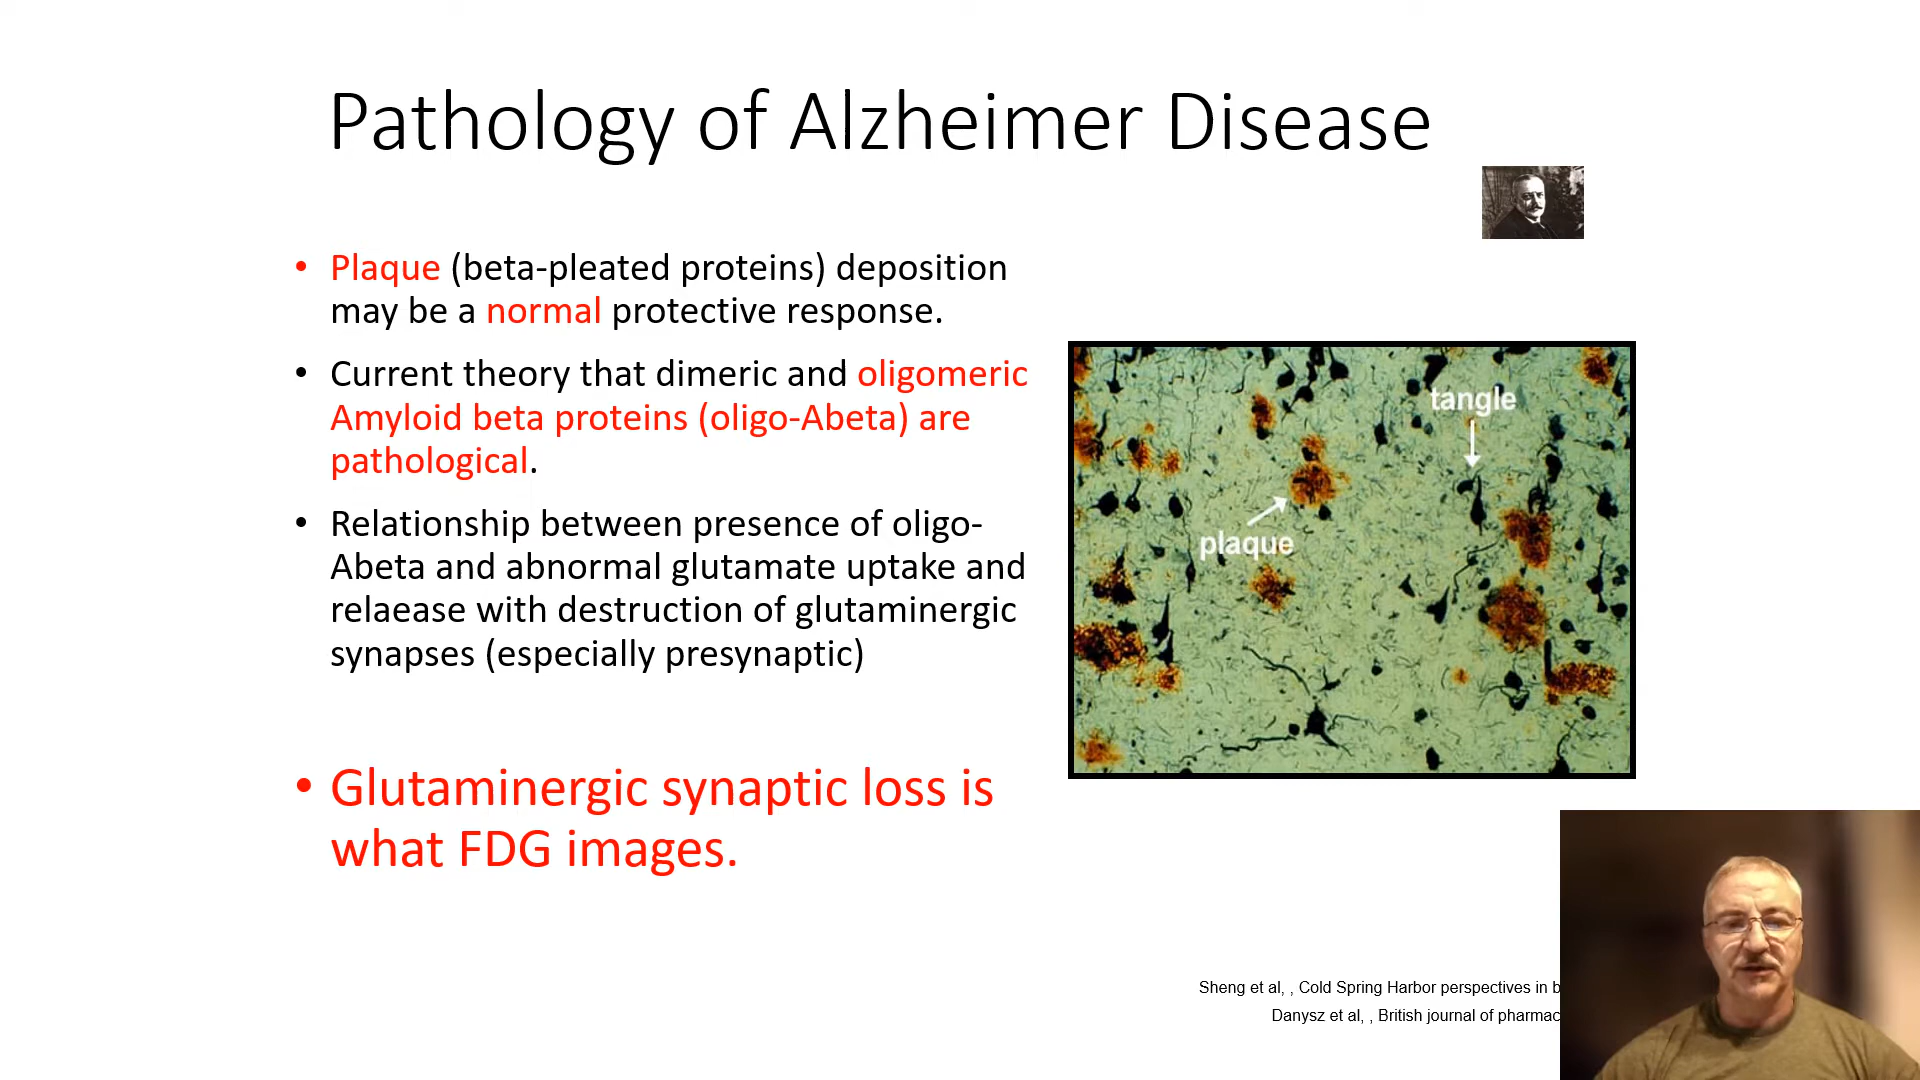 Pathology of Alzheimer Disease
• Plaque (beta-pleated proteins) deposition
may be a normal protective response.
• Current theory that dimeric and oligomeric
Amyloid beta proteins (oligo-Abeta) are
pathological.
• Relationship between presence of oligo-
Abeta and abnormal glutamate uptake and
relaease with destruction of glutaminergic
synapses (especially presynaptic)
• Glutaminergic synaptic loss is
what FDG images.
tangle
plaque
Sheng et al, , Cold Spring Harbor perspectives in b
Danysz et al, , British journal of pharmac